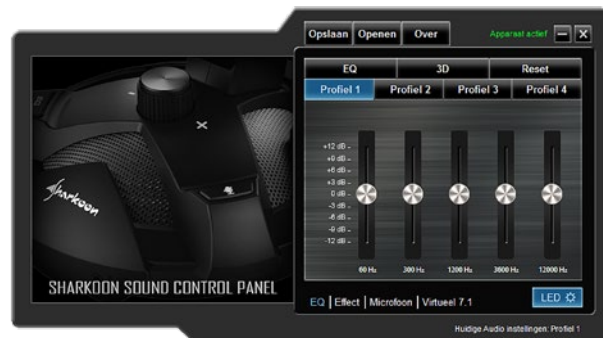 Opslaan Openen Over Apparaat actief
EQ 3D Reset
Profiel 1 Profiel 2 Profiel 3 Profiel 4
+12 dB
+9 dB
+6 dB
+3 dB
0 dB
-3 dB
-6 dB
-9 dB
-12 dB
60 Hz 300 Hz 1200 Hz 3600 Hz 12000 Hz
Sharkoon
SHARKOON SOUND CONTROL PANEL
EQ | Effect | Microfoon | Virtueel 7.1 LED
Huidige Audio instellingen: Profiel 1